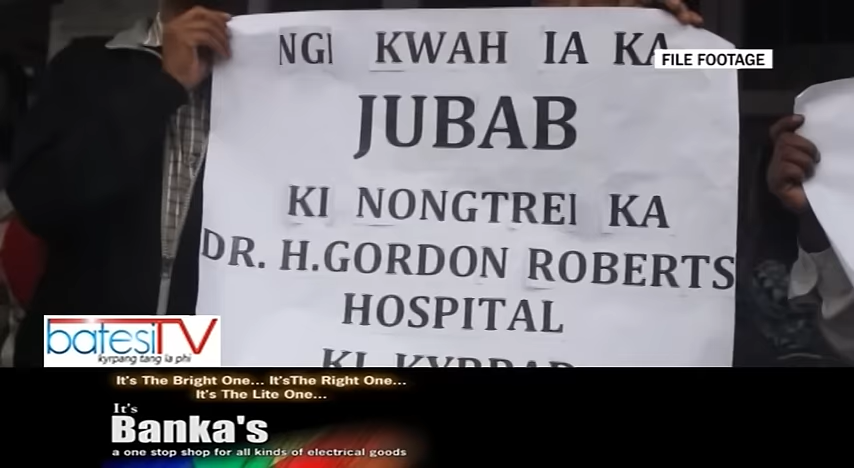 NGI KWAH IA KA
FILE FOOTAGE
JUBAB
KI NONGTREI KA
DR. H.GORDON ROBERTS
HOSPITAL
batesiTV
kyrpang tang ia phi
It's The Bright One... It'sThe Right One...
It's The Lite One...
It's
Banka's
a one stop shop for all kinds of electrical goods